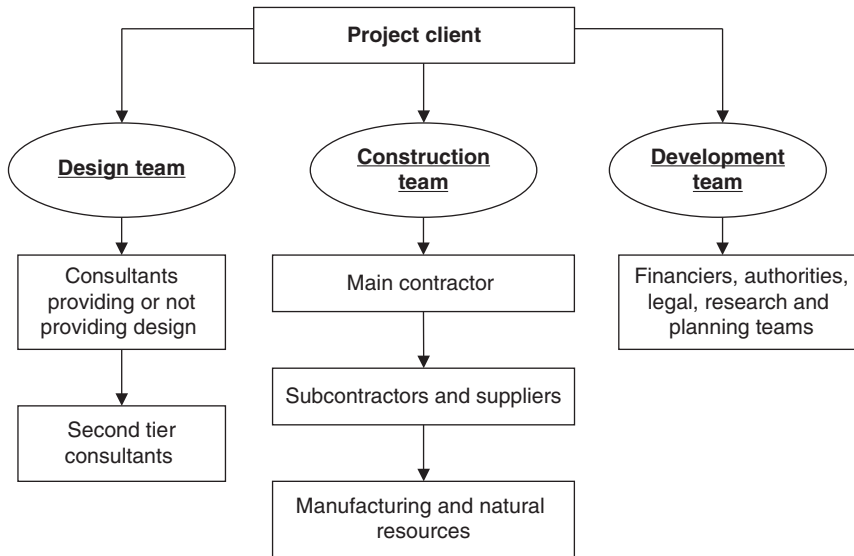 Project client
Design team
Construction
team
Development
team
Consultants
providing or not
providing design
Main contractor
Financiers, authorities,
legal, research and
planning teams
Subcontractors and suppliers
Second tier
consultants
Manufacturing and natural
resources